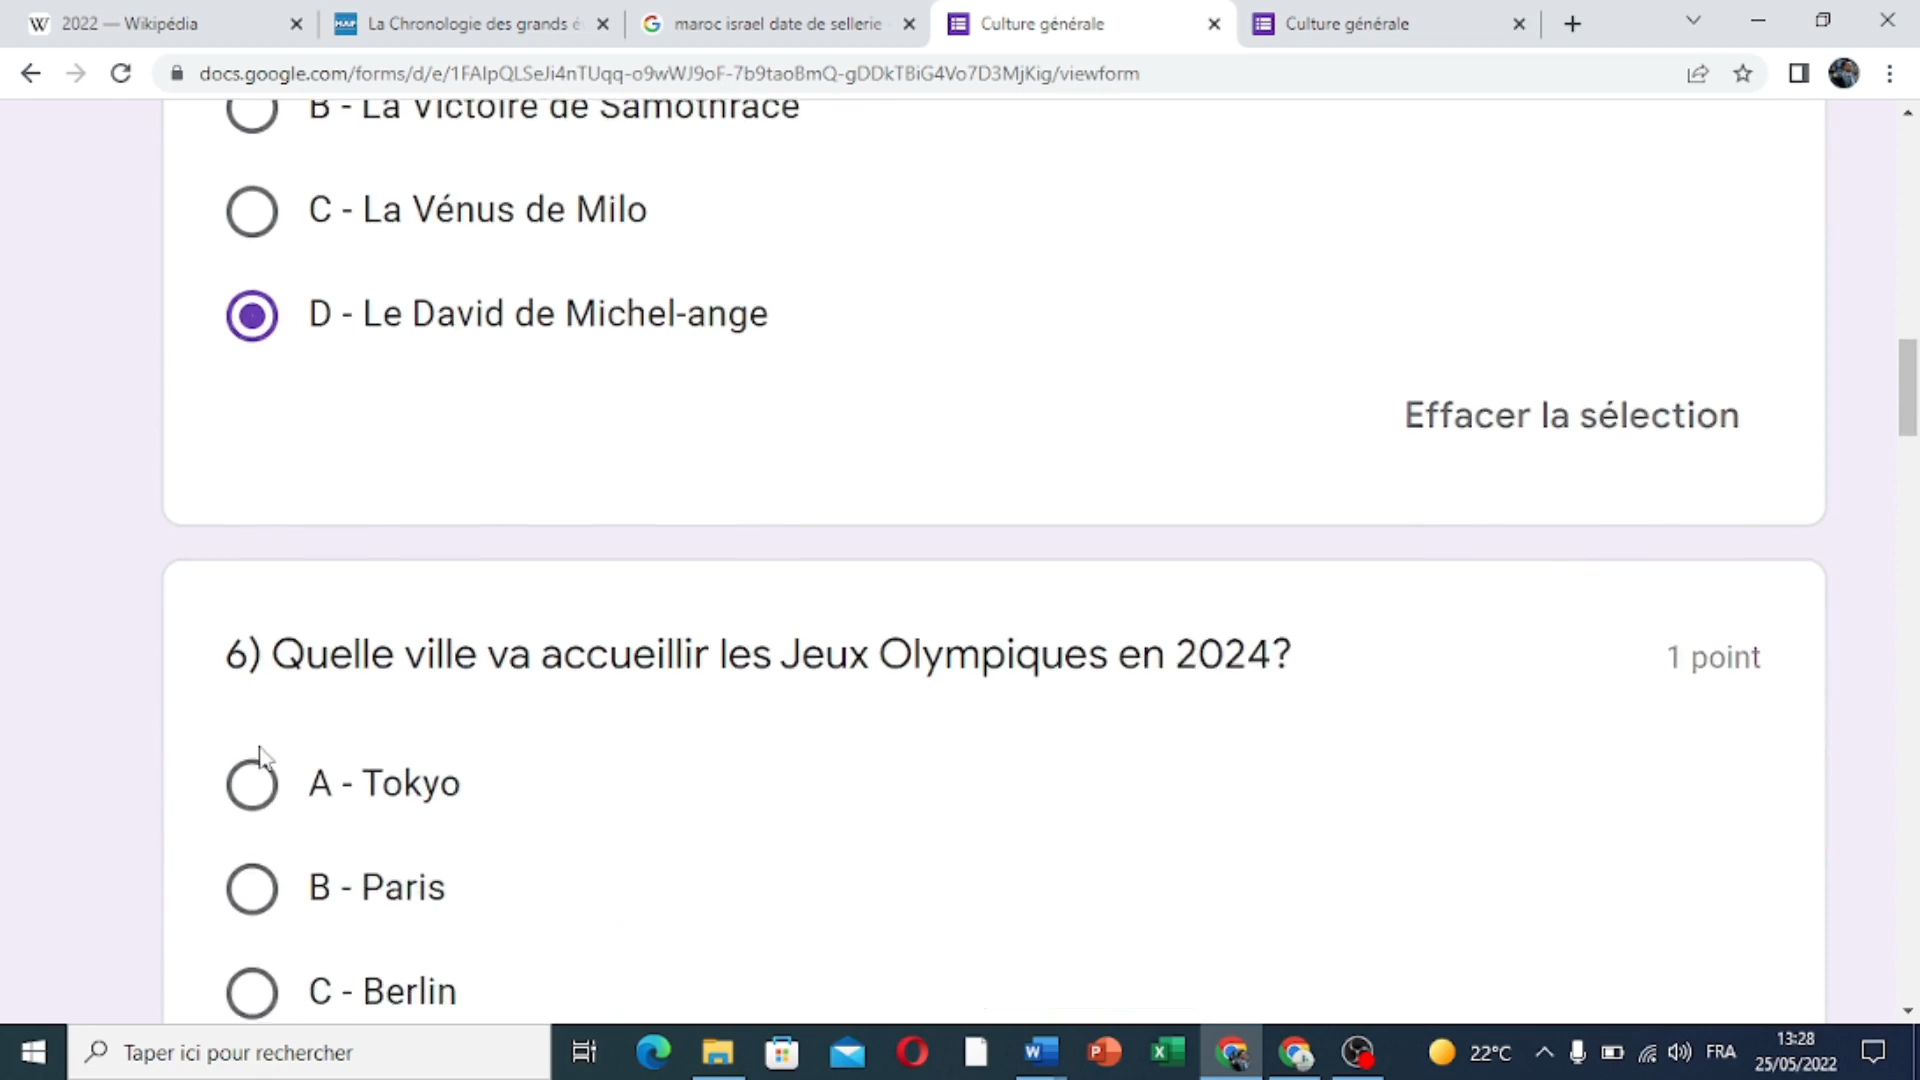 2022 — Wikipédia
La Chronologie des grands é
maroc israel date de sellerie
Culture générale
Culture générale
docs.google.com/forms/d/e/1FAIpQLSeJi4nTUqq-o9wWJ9oF-7b9taoBmQ-gDDkTBiG4Vo7D3MjKig/viewform
B - La Victoire de Samothrace
C - La Vénus de Milo
D - Le David de Michel-ange
Effacer la sélection
6) Quelle ville va accueillir les Jeux Olympiques en 2024?
1 point
A - Tokyo
B - Paris
C - Berlin
Taper ici pour rechercher
22°C
FRA
13:28
25/05/2022